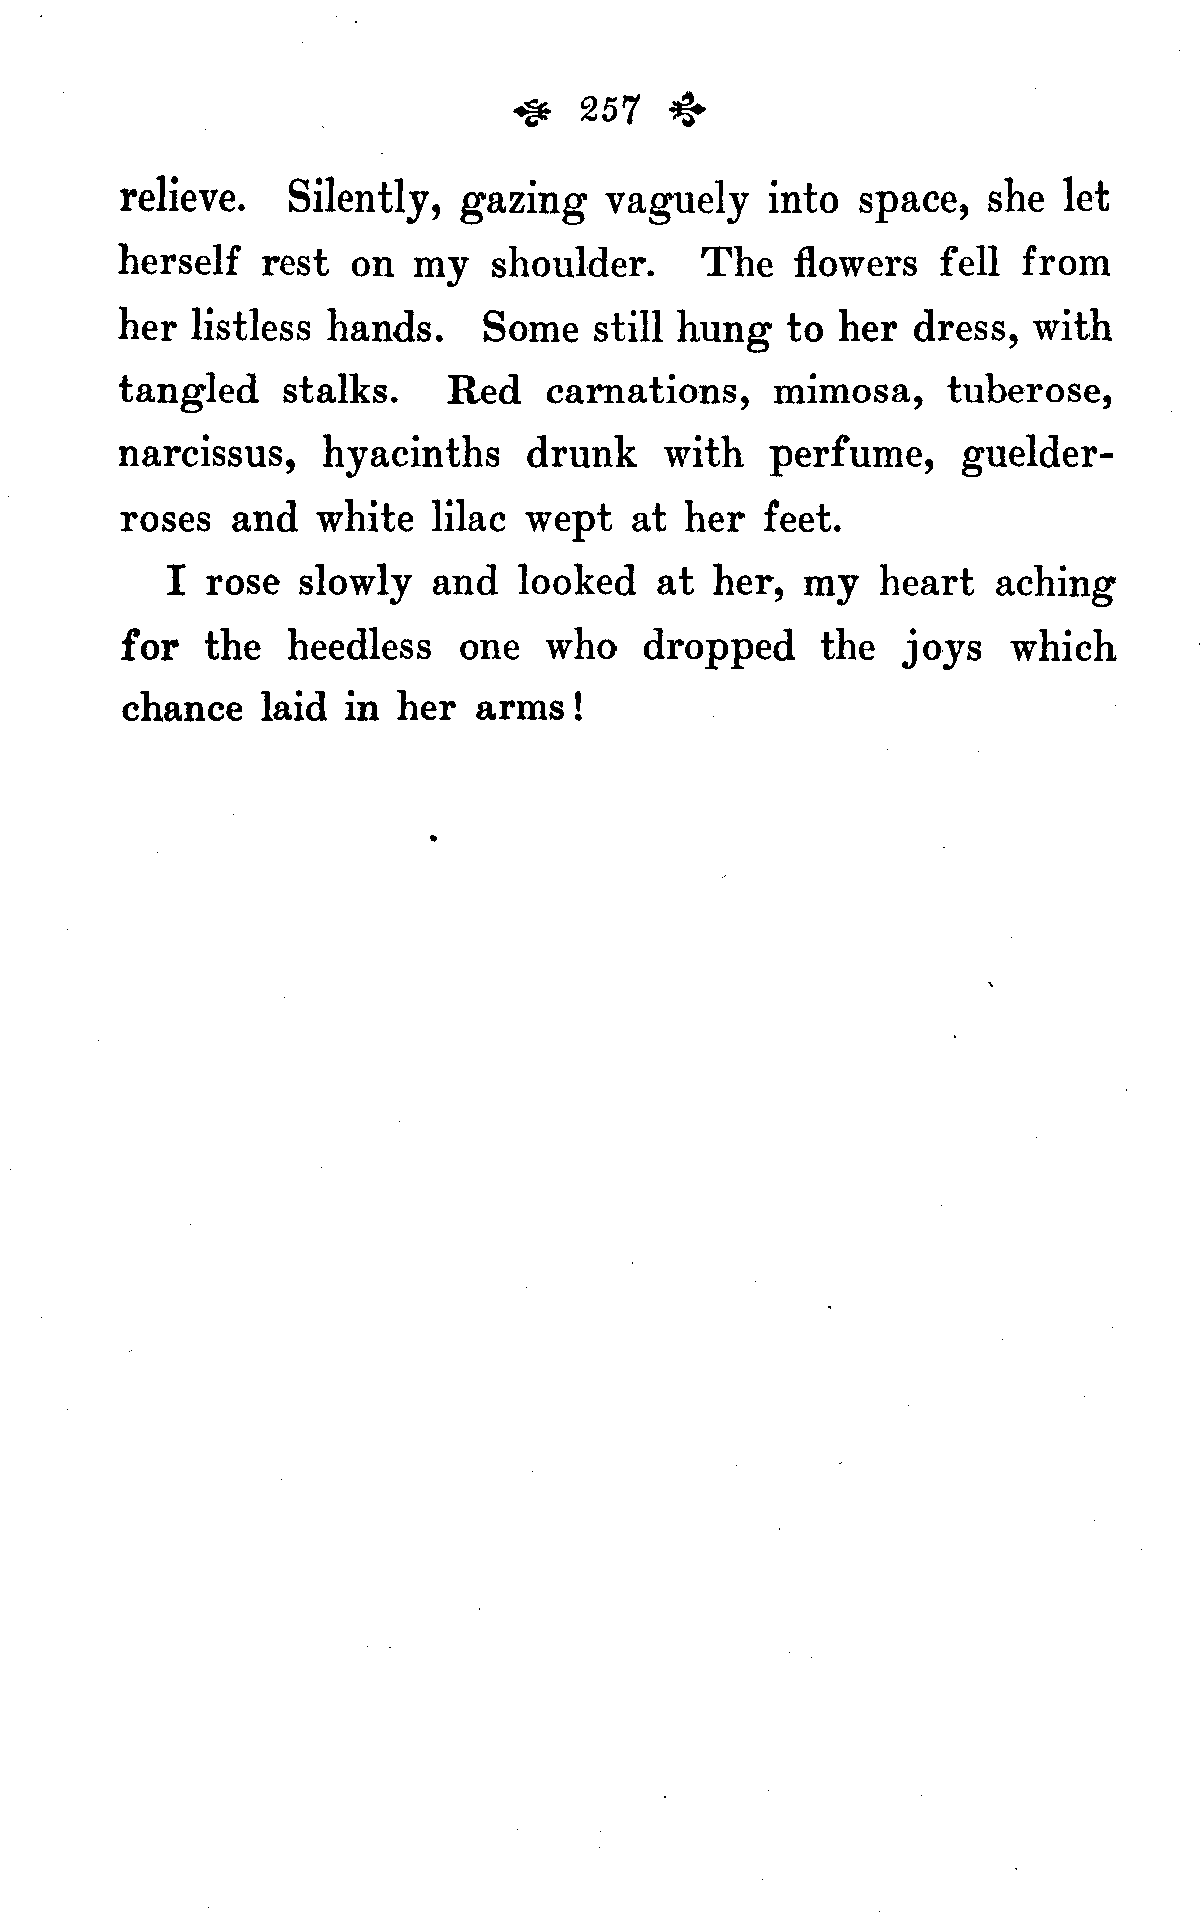 257
relieve. Silently, gazing vaguely into space, she let
herself rest on my shoulder. The flowers fell from
her listless hands. Some still hung to her dress, with
tangled stalks. Red carnations, mimosa, tuberose,
narcissus, hyacinths drunk with perfume, guelder-
roses and white lilac wept at her feet.
I rose slowly and looked at her, my heart aching
for the heedless one who dropped the joys which
chance laid in her arms!